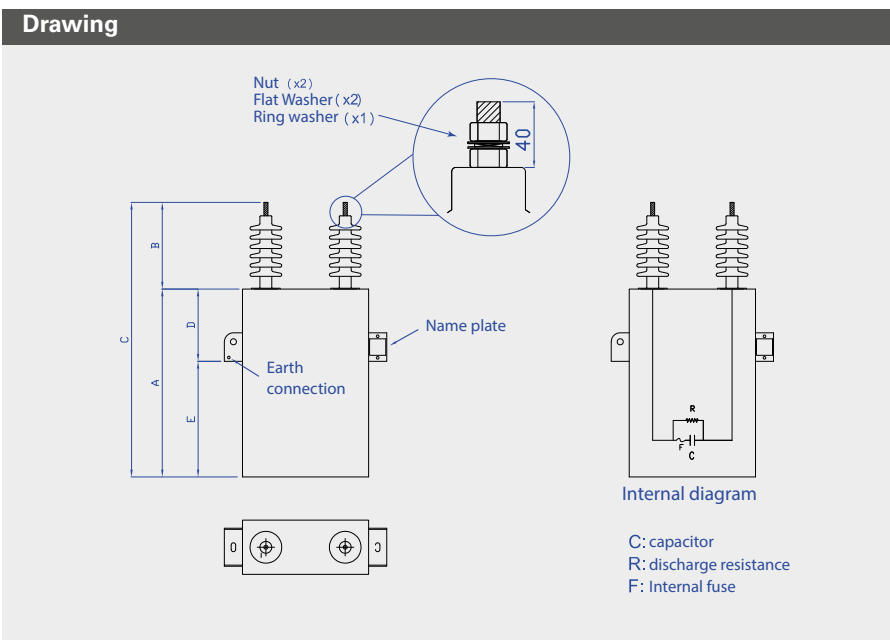 Drawing
Nut (x2)
Flat Washer (x2)
Ring washer (x1)
40
B
C
D
A
E
Name plate
Earth
connection
R
F
C
Internal diagram
C: capacitor
R: discharge resistance
F: Internal fuse